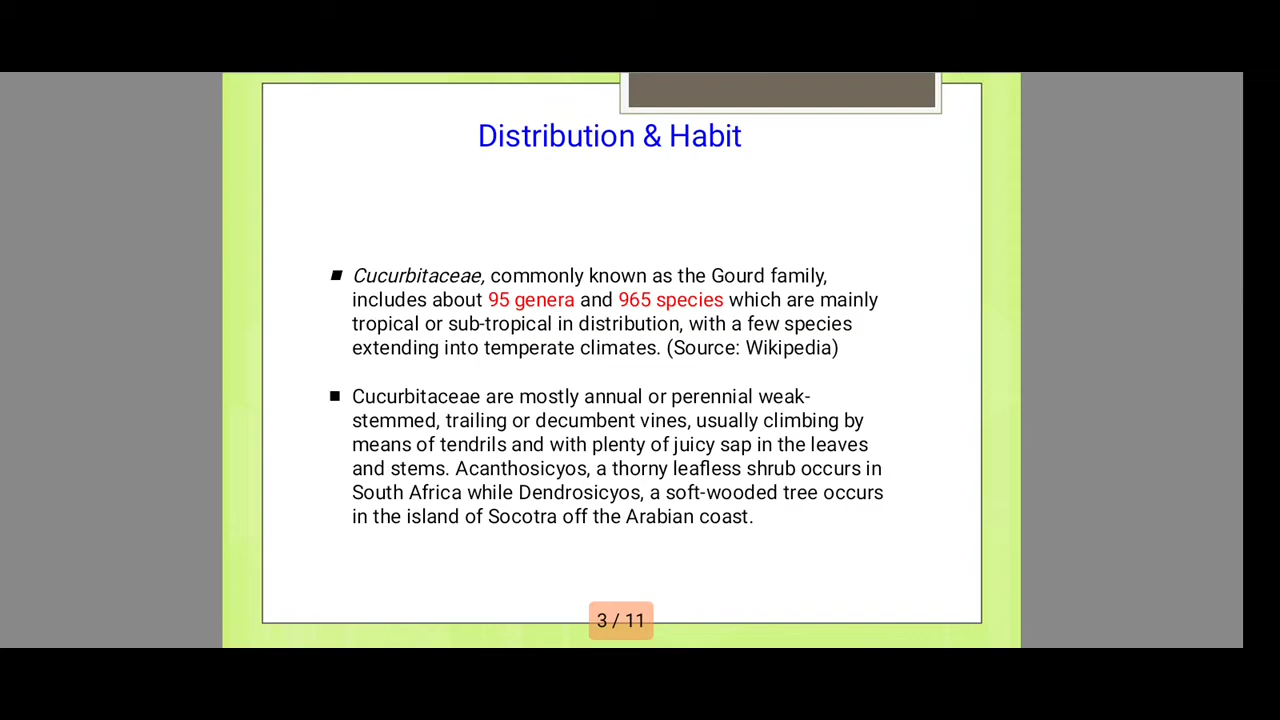 Distribution & Habit
▪ Cucurbitaceae, commonly known as the Gourd family,
includes about 95 genera and 965 species which are mainly
tropical or sub-tropical in distribution, with a few species
extending into temperate climates. (Source: Wikipedia)
▪ Cucurbitaceae are mostly annual or perennial weak-
stemmed, trailing or decumbent vines, usually climbing by
means of tendrils and with plenty of juicy sap in the leaves
and stems. Acanthosicyos, a thorny leafless shrub occurs in
South Africa while Dendrosicyos, a soft-wooded tree occurs
in the island of Socotra off the Arabian coast.
3 / 11